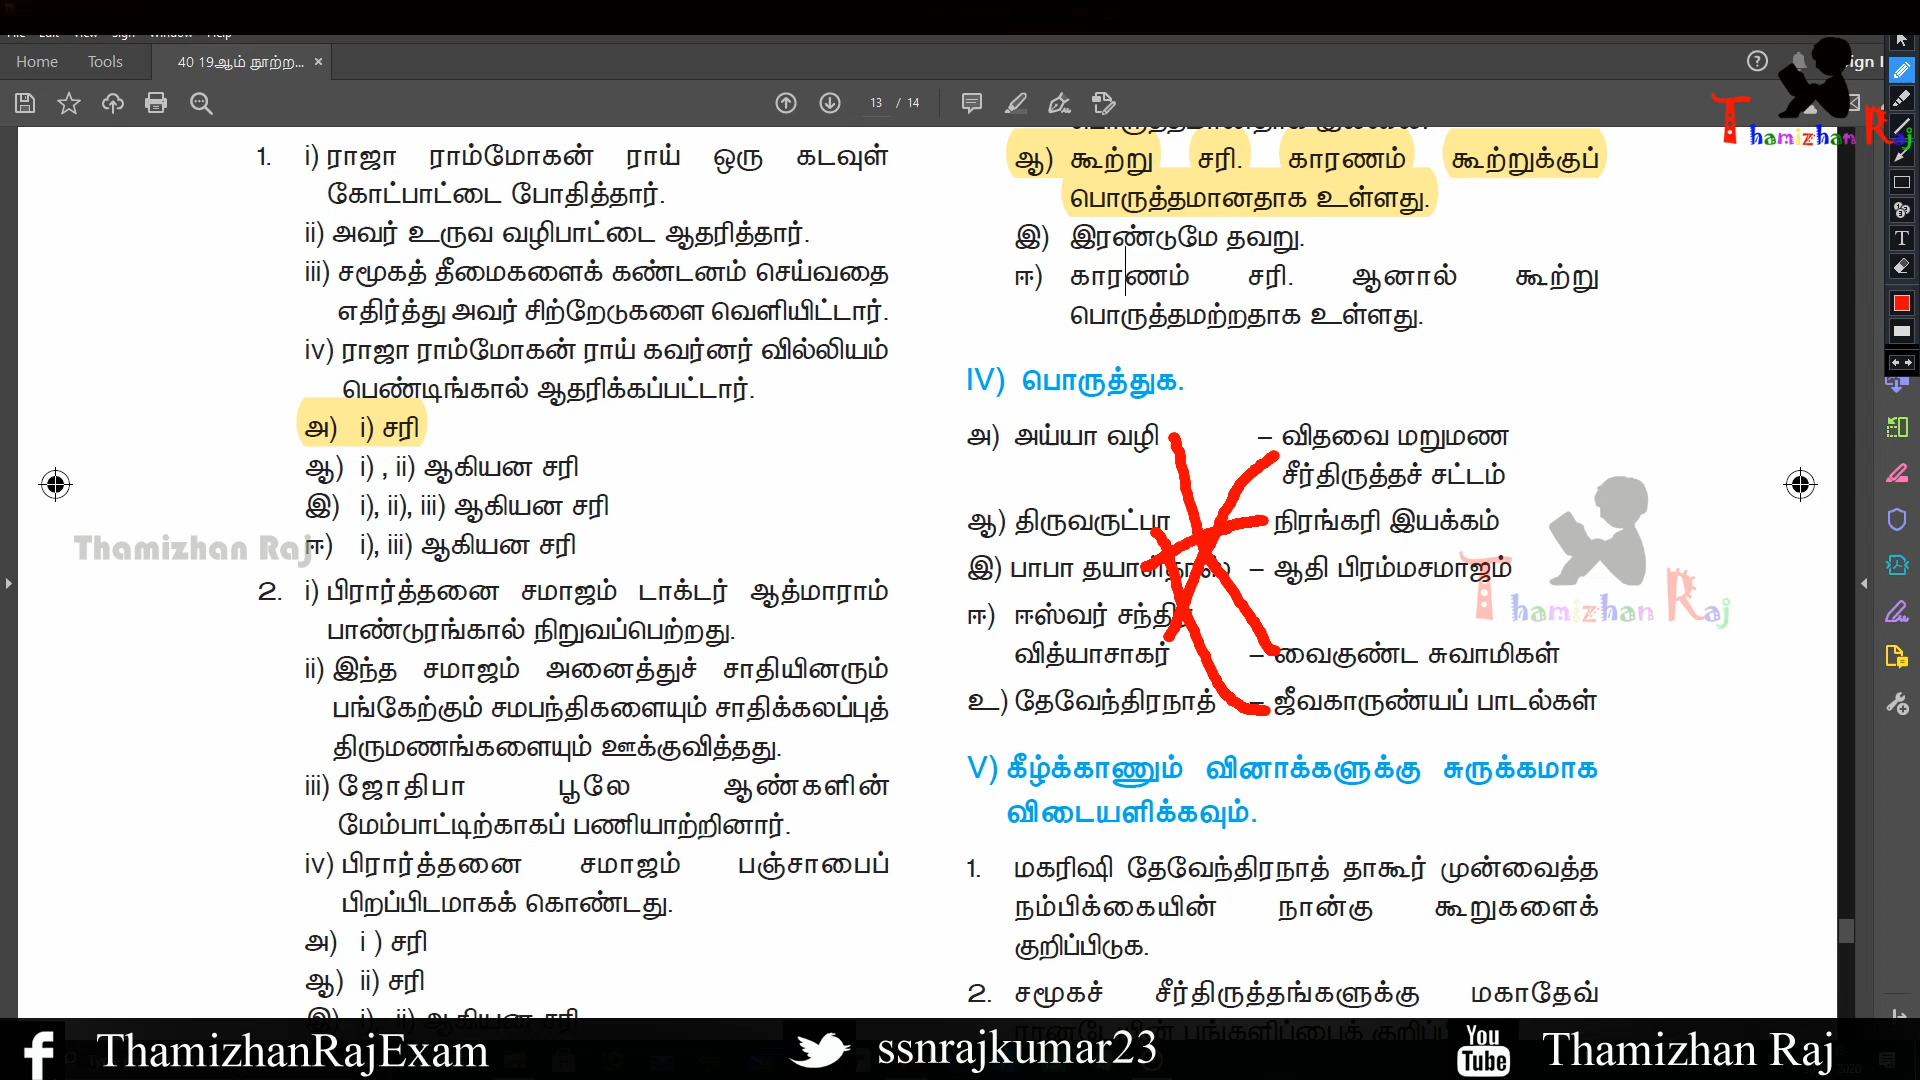 Home Tools 40 19ஆம் நூற்ற... ×
13 / 14
Thamizhan Raj
1. i) ராஜா ராம்மோகன் ராய் ஒரு கடவுள்
கோட்பாட்டை போதித்தார்.
ii) அவர் உருவ வழிபாட்டை ஆதரித்தார்.
iii) சமூகத் தீமைகளைக் கண்டனம் செய்வதை
எதிர்த்து அவர் சிற்றேடுகளை வெளியிட்டார்.
iv) ராஜா ராம்மோகன் ராய் கவர்னர் வில்லியம்
பெண்டிங்கால் ஆதரிக்கப்பட்டார்.
அ) i) சரி
ஆ) i) , ii) ஆகியன சரி
இ) i), ii), iii) ஆகியன சரி
ஈ) i), iii) ஆகியன சரி
Thamizhan Raj
2. i) பிரார்த்தனை சமாஜம் டாக்டர் ஆத்மாராம்
பாண்டுரங்கால் நிறுவப்பெற்றது.
ii) இந்த சமாஜம் அனைத்துச் சாதியினரும்
பங்கேற்கும் சமபந்திகளையும் சாதிக்கலப்புத்
திருமணங்களையும் ஊக்குவித்தது.
iii) ஜோதிபா பூலே ஆண்களின்
மேம்பாட்டிற்காகப் பணியாற்றினார்.
iv) பிரார்த்தனை சமாஜம் பஞ்சாபைப்
பிறப்பிடமாகக் கொண்டது.
அ) i ) சரி
ஆ) ii) சரி
இ) i), ii) ஆகியன சரி
ஆ) கூற்று சரி. காரணம் கூற்றுக்குப்
பொருத்தமானதாக உள்ளது.
இ) இரண்டுமே தவறு.
ஈ) காரணம் சரி. ஆனால் கூற்று
பொருத்தமற்றதாக உள்ளது.
IV) பொருத்துக.
அ) அய்யா வழி – விதவை மறுமண
சீர்திருத்தச் சட்டம்
ஆ) திருவருட்பா – நிரங்கரி இயக்கம்
இ) பாபா தயாள்தாஸ் – ஆதி பிரம்மசமாஜம்
ஈ) ஈஸ்வர் சந்திர
வித்யாசாகர் – வைகுண்ட சுவாமிகள்
உ) தேவேந்திரநாத் – ஜீவகாருண்யப் பாடல்கள்
Thamizhan Raj
V) கீழ்க்காணும் வினாக்களுக்கு சுருக்கமாக
விடையளிக்கவும்.
1. மகரிஷி தேவேந்திரநாத் தாகூர் முன்வைத்த
நம்பிக்கையின் நான்கு கூறுகளைக்
குறிப்பிடுக.
2. சமூகச் சீர்திருத்தங்களுக்கு மகாதேவ்
ThamizhanRajExam ssnrajkumar23 You Tube Thamizhan Raj